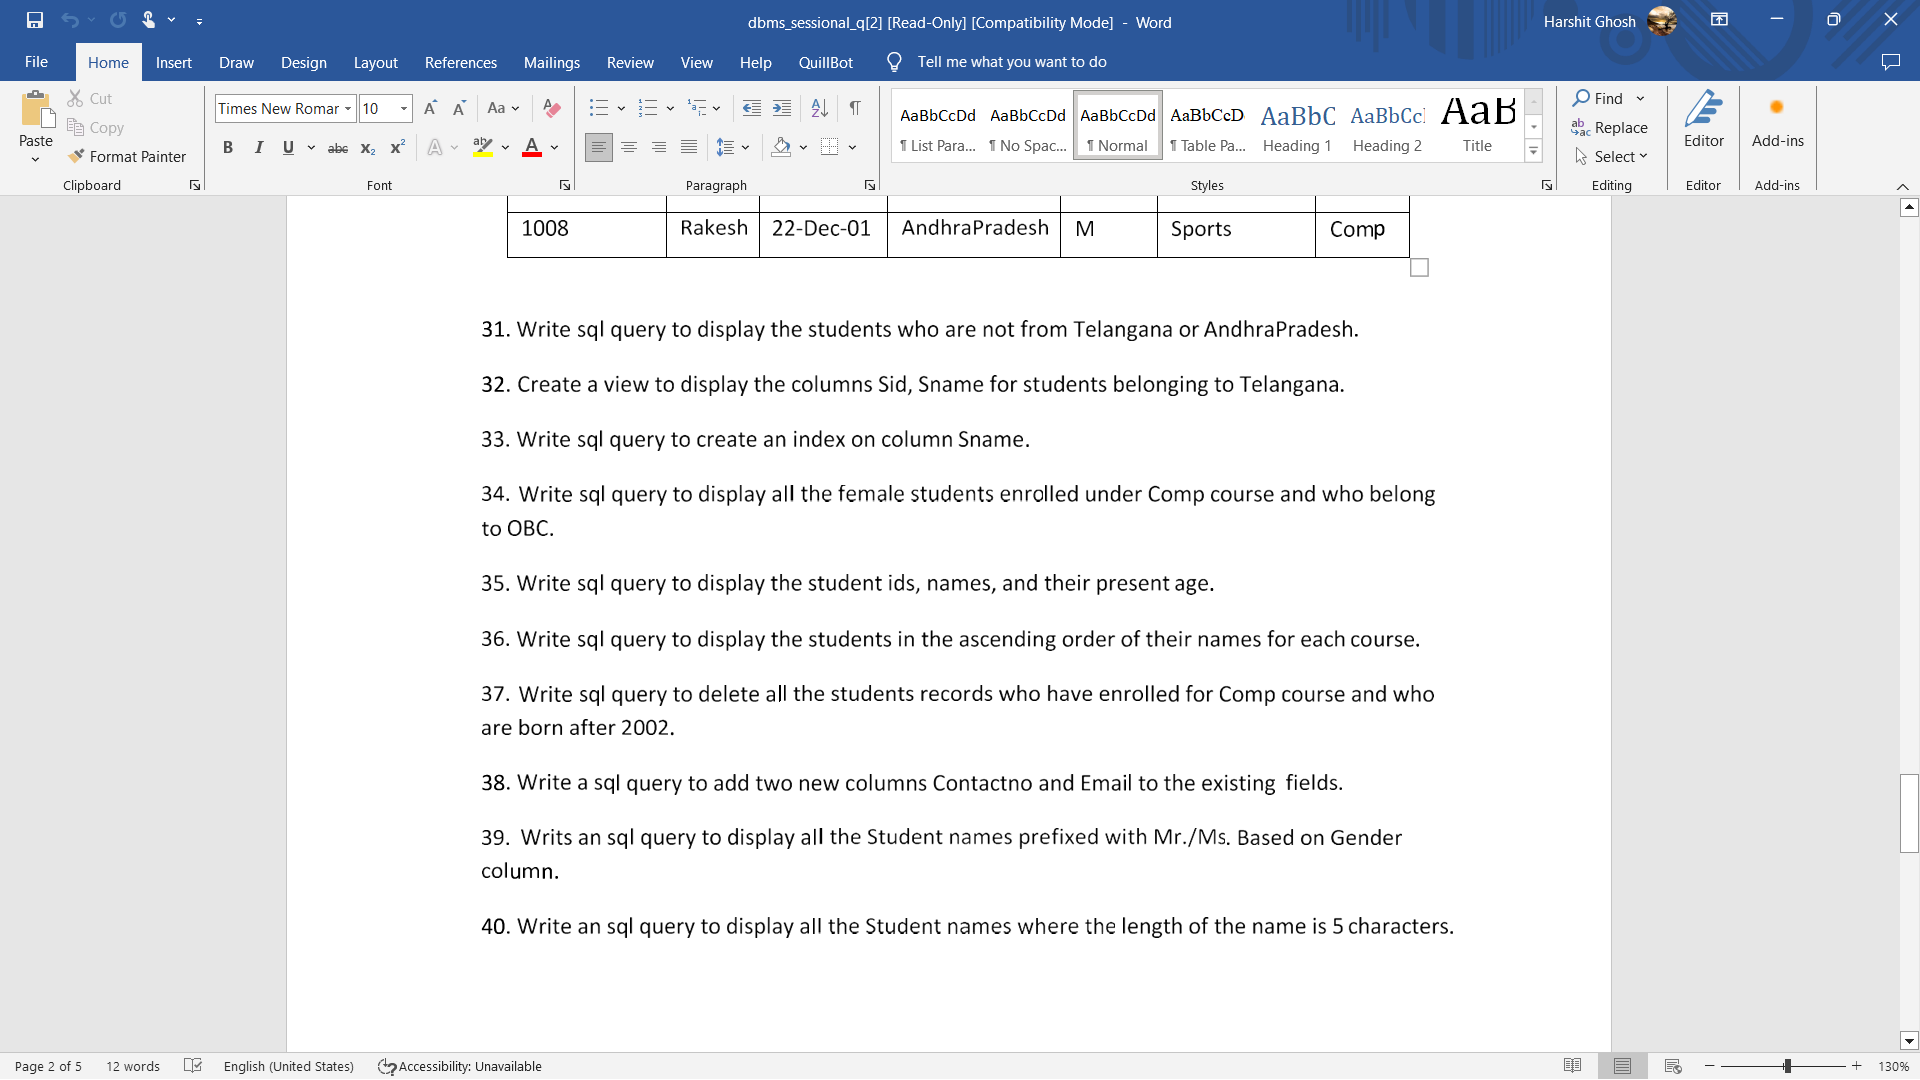 dbms_sessional_q[2] [Read-Only] [Compatibility Mode] - Word
Harshit Ghosh
File Home Insert Draw Design Layout References Mailings Review View Help QuillBot Tell me what you want to do
Paste
Cut
Copy
Format Painter
Clipboard
Times New Romar 10
Font
Paragraph
AaBbCcDd AaBbCcDd AaBbCcDd AaBbCcD AaBbC AaBbCc AaB
¶ List Para... ¶ No Spac... ¶ Normal ¶ Table Pa... Heading 1 Heading 2 Title
Styles
Find
Replace
Select
Editing
Editor
Editor
Add-ins
Add-ins
1008 Rakesh 22-Dec-01 AndhraPradesh M Sports Comp
31. Write sql query to display the students who are not from Telangana or AndhraPradesh.
32. Create a view to display the columns Sid, Sname for students belonging to Telangana.
33. Write sql query to create an index on column Sname.
34. Write sql query to display all the female students enrolled under Comp course and who belong
to OBC.
35. Write sql query to display the student ids, names, and their present age.
36. Write sql query to display the students in the ascending order of their names for each course.
37. Write sql query to delete all the students records who have enrolled for Comp course and who
are born after 2002.
38. Write a sql query to add two new columns Contactno and Email to the existing fields.
39. Writs an sql query to display all the Student names prefixed with Mr./Ms. Based on Gender
column.
40. Write an sql query to display all the Student names where the length of the name is 5 characters.
Page 2 of 5 12 words English (United States) Accessibility: Unavailable 130%